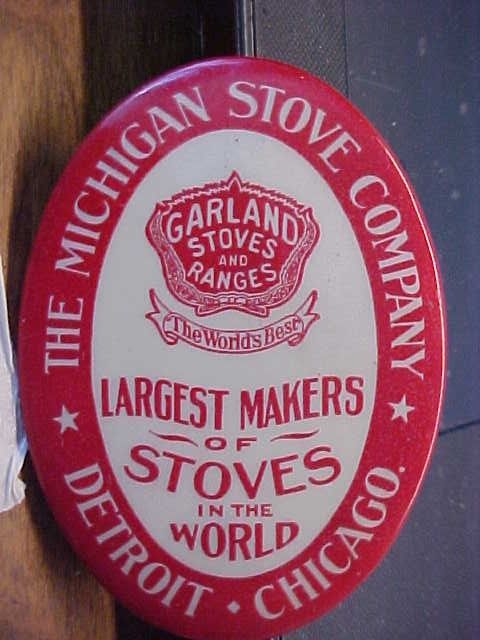 THE MICHIGAN STOVE COMPANY
GARLAND
STOVES
AND
RANGES
The World's Best
LARGEST MAKERS
OF
STOVES
IN THE
WORLD
DETROIT · CHICAGO.